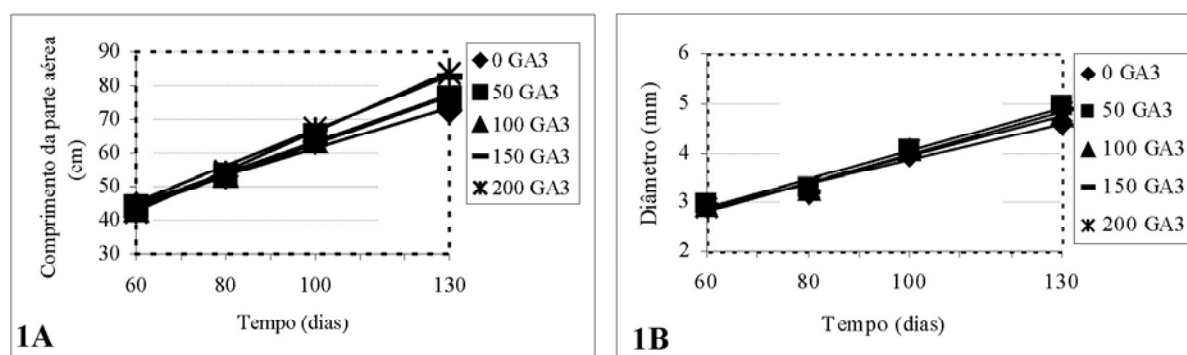 Comprimento da parte aérea
(cm)
90
80
70
60
50
40
30
60
80
100
130
Tempo (dias)
0 GA3
50 GA3
100 GA3
150 GA3
200 GA3
1A
Diâmetro (mm)
6
5
4
3
2
60
80
100
130
Tempo (dias)
0 GA3
50 GA3
100 GA3
150 GA3
200 GA3
1B